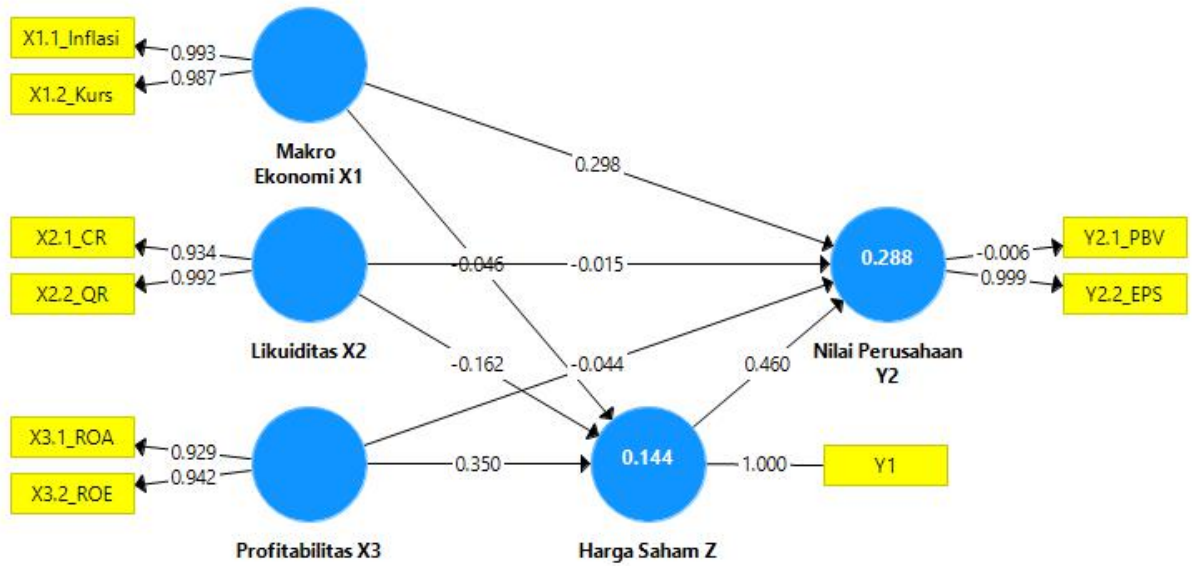 X1.1_Inflasi
0.993
0.987
X1.2_Kurs
Makro
Ekonomi X1
0.298
X2.1_CR
0.934
0.992
X2.2_QR
Likuiditas X2
-0.046
-0.015
0.288
Nilai Perusahaan
Y2
-0.006
0.999
Y2.1_PBV
Y2.2_EPS
-0.162
-0.044
0.460
X3.1_ROA
0.929
0.942
X3.2_ROE
Profitabilitas X3
0.350
0.144
Harga Saham Z
1.000
Y1